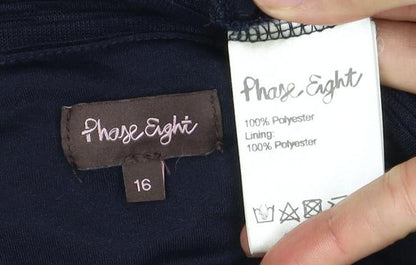 Phase Eight
16
Phase Eight
100% Polyester
Lining:
100% Polyester